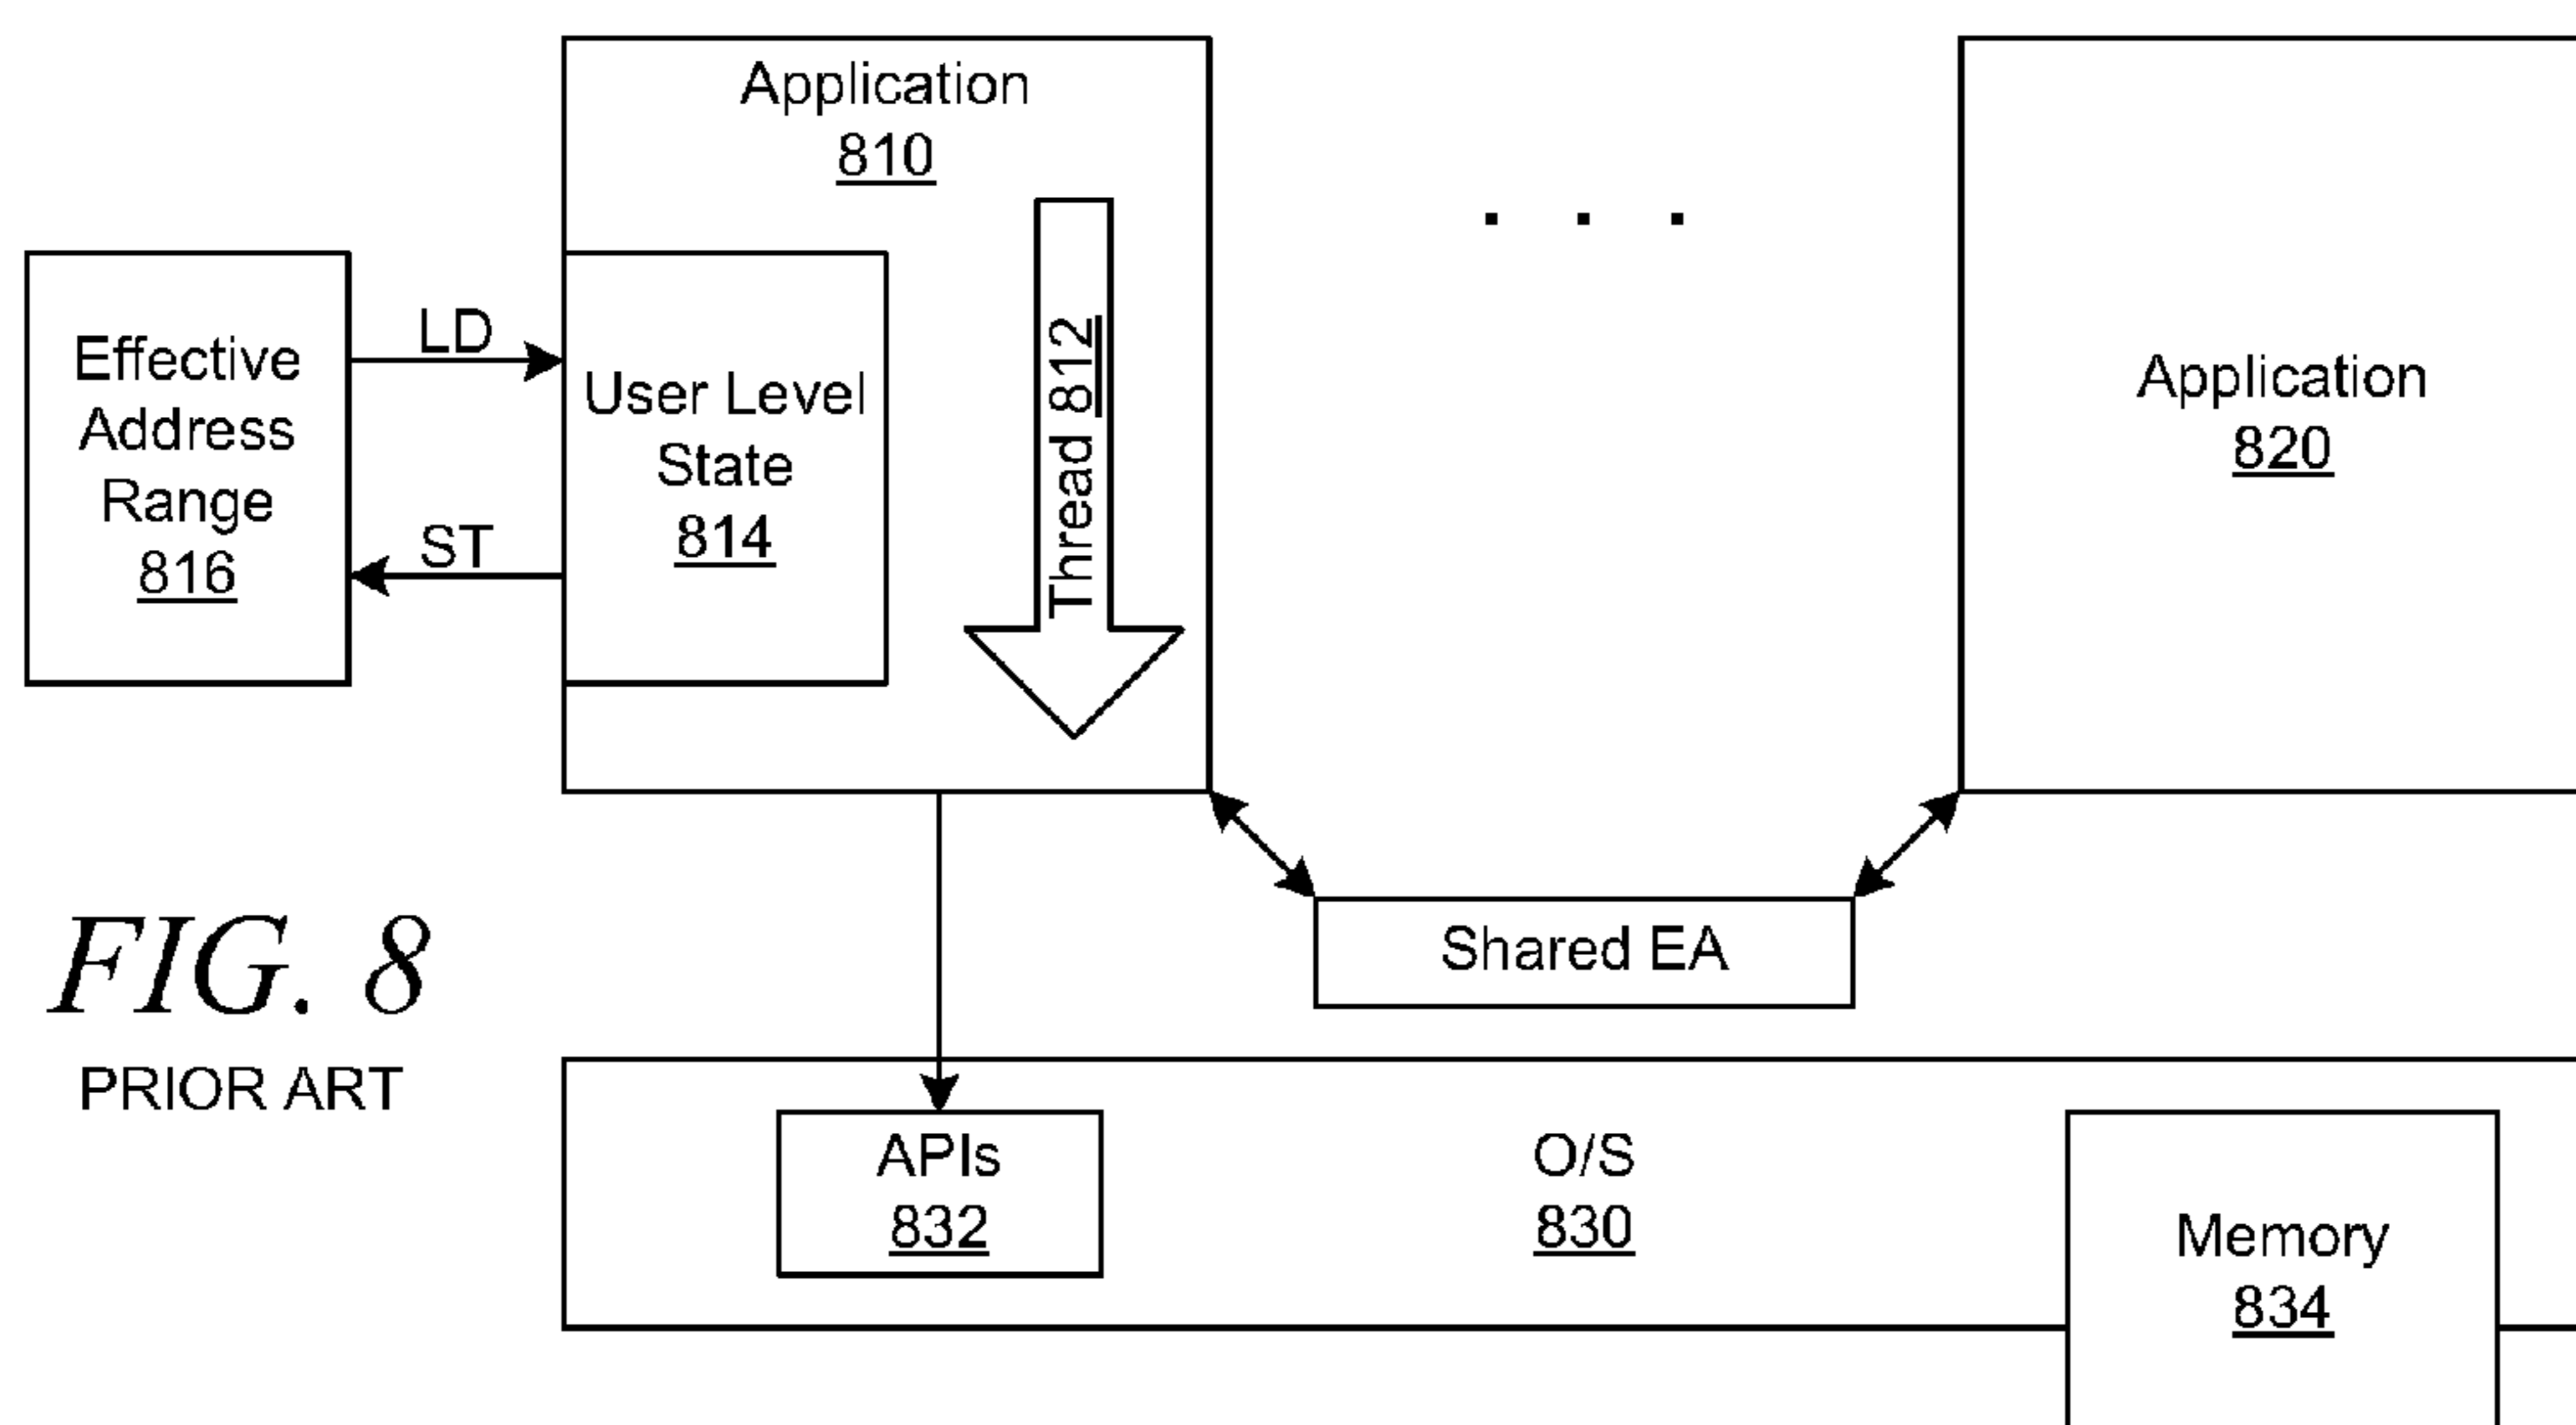 Application
810
Effective
Address
Range
816
LD
ST
User Level
State
814
Thread 812
. . .
Application
820
Shared EA
FIG. 8
PRIOR ART
APIs
832
O/S
830
Memory
834